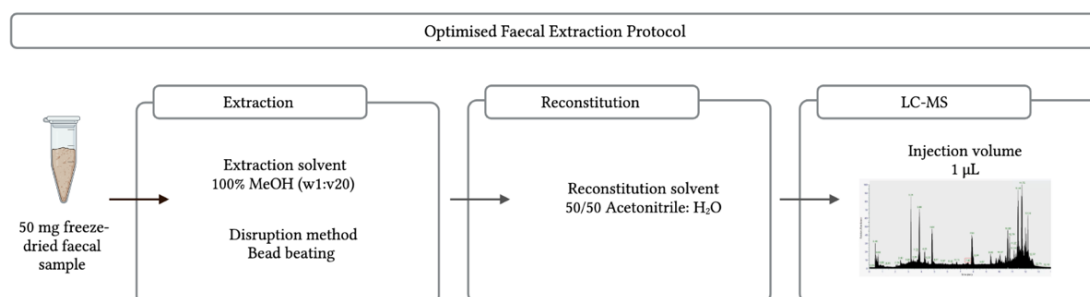 Optimised Faecal Extraction Protocol
Extraction
Reconstitution
LC-MS
50 mg freeze-
dried faecal
sample
Extraction solvent
100% MeOH (w1:v20)
Disruption method
Bead beating
Reconstitution solvent
50/50 Acetonitrile: H₂O
Injection volume
1 µL